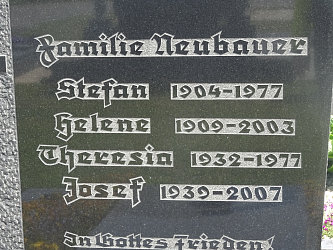 Familie Neubauer
Stefan 1904-1977
Helene 1909-2003
Theresia 1932-1977
Josef 1939-2007
In Gottes Frieden!